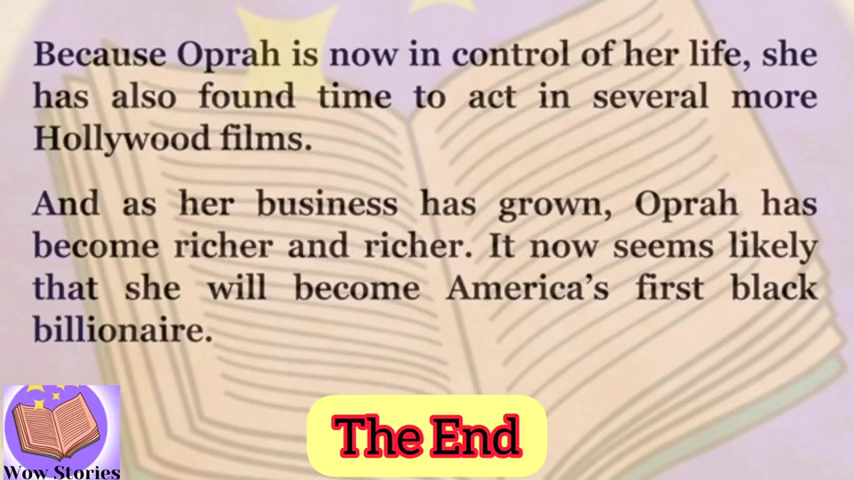 Because Oprah is now in control of her life, she
has also found time to act in several more
Hollywood films.
And as her business has grown, Oprah has
become richer and richer. It now seems likely
that she will become America's first black
billionaire.
The End
Wow Stories